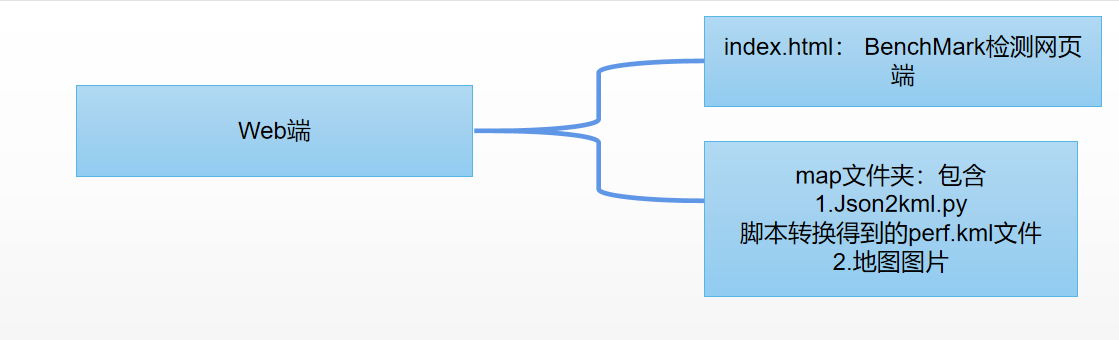 Web端
index.html： BenchMark检测网页
端
map文件夹：包含
1.Json2kml.py
脚本转换得到的perf.kml文件
2.地图图片